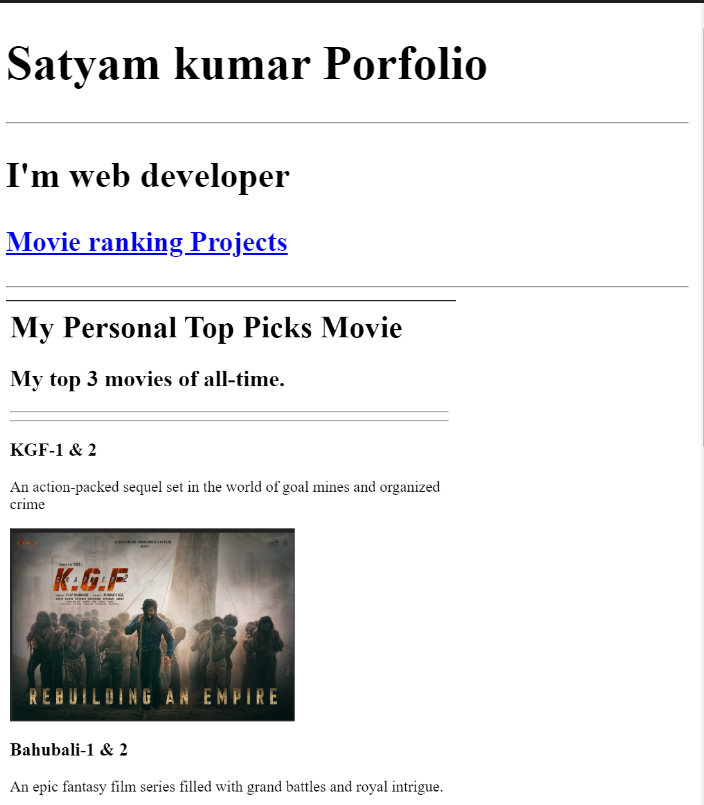 Satyam kumar Porfolio
I'm web developer
Movie ranking Projects
My Personal Top Picks Movie
My top 3 movies of all-time.
KGF-1 & 2
An action-packed sequel set in the world of goal mines and organized
crime
K.G.F
REBUILDING AN EMPIRE
Bahubali-1 & 2
An epic fantasy film series filled with grand battles and royal intrigue.